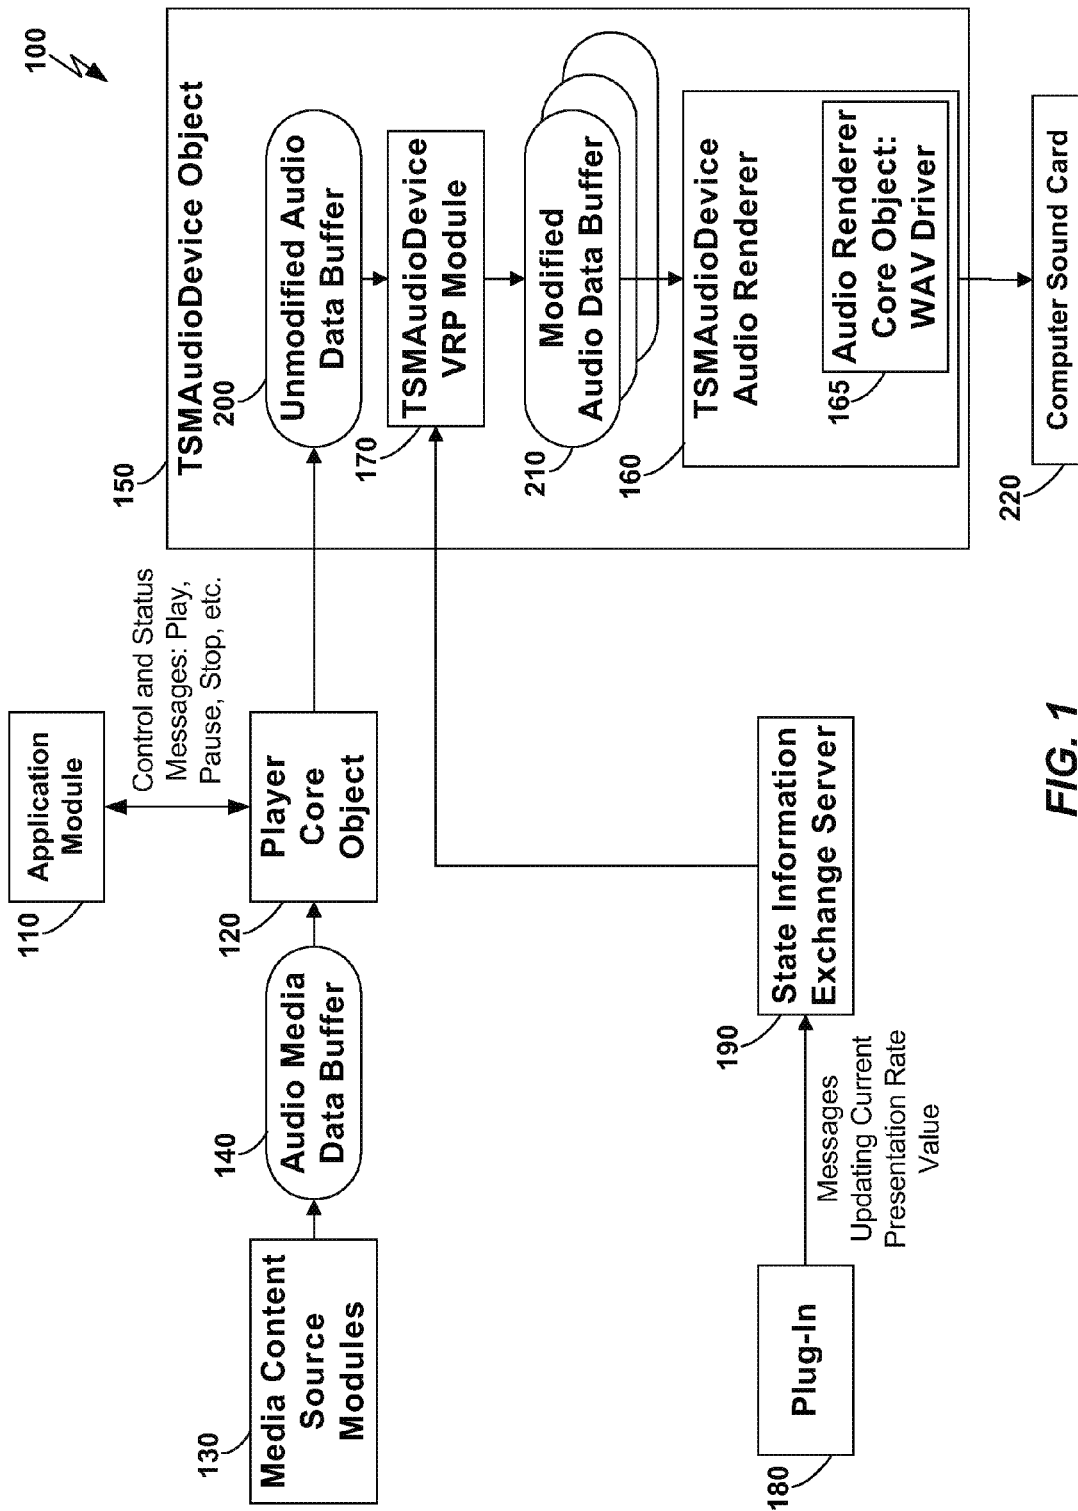 100
TSMAudioDevice Object
150
200
Unmodified Audio
Data Buffer
170
TSMAudioDevice
VRP Module
210
Modified
Audio Data Buffer
160
TSMAudioDevice
Audio Renderer
165
Audio Renderer
Core Object:
WAV Driver
220
Computer Sound Card
110
Application
Module
Control and Status
Messages: Play,
Pause, Stop, etc.
120
Player
Core
Object
140
Audio Media
Data Buffer
130
Media Content
Source
Modules
190
State Information
Exchange Server
Messages
Updating Current
Presentation Rate
Value
180
Plug-In
FIG. 1